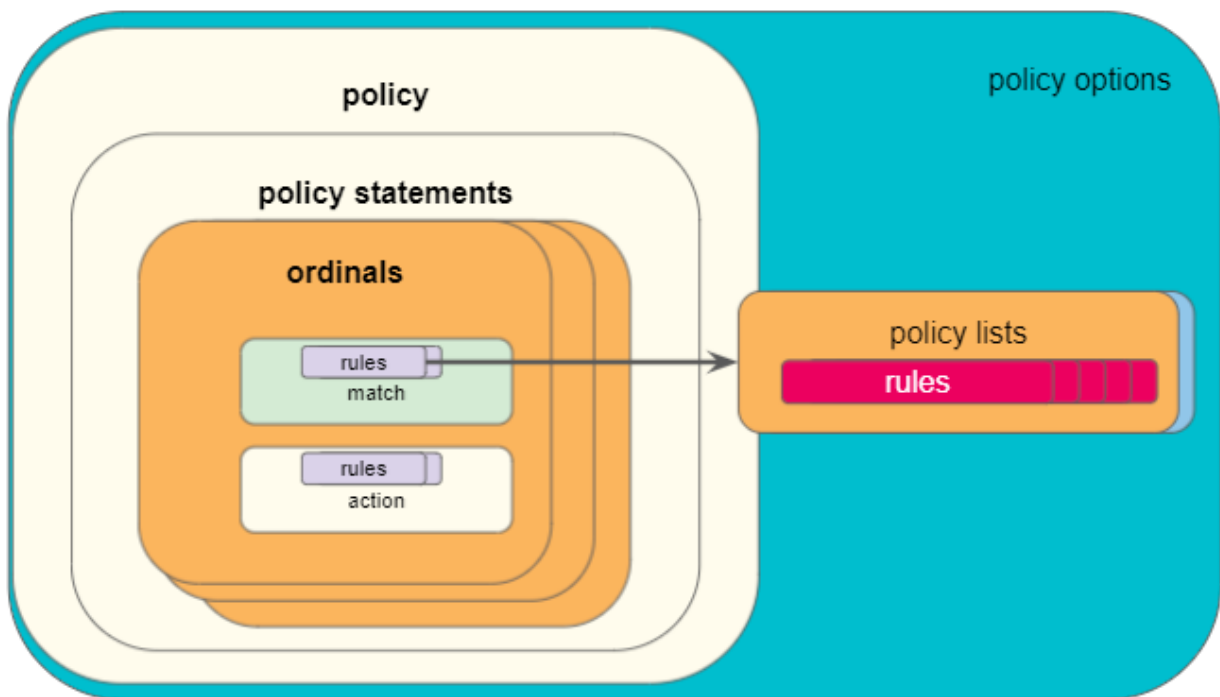 policy options
policy
policy statements
ordinals
rules
match
rules
action
policy lists
rules